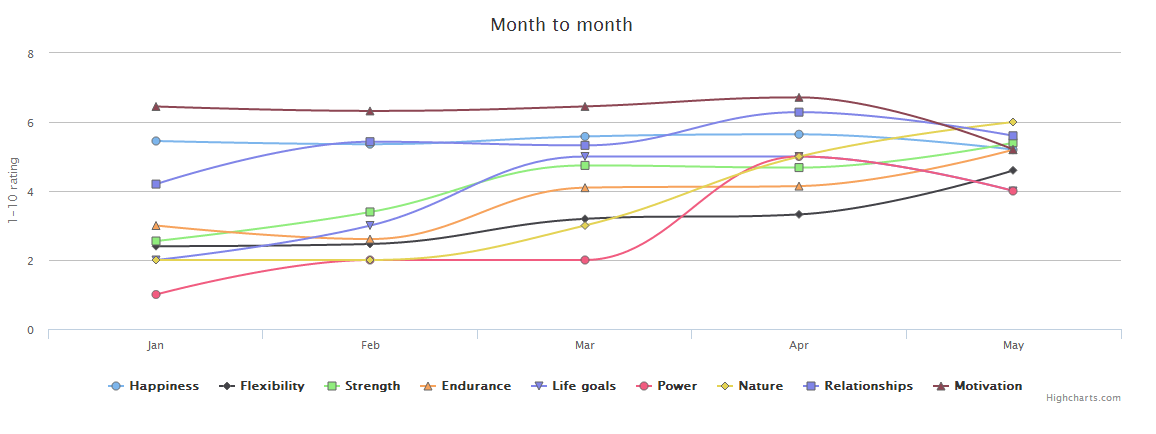 Month to month
8
6
4
2
0
1-10 rating
Jan Feb Mar Apr May
Happiness Flexibility Strength Endurance Life goals Power Nature Relationships Motivation
Highcharts.com